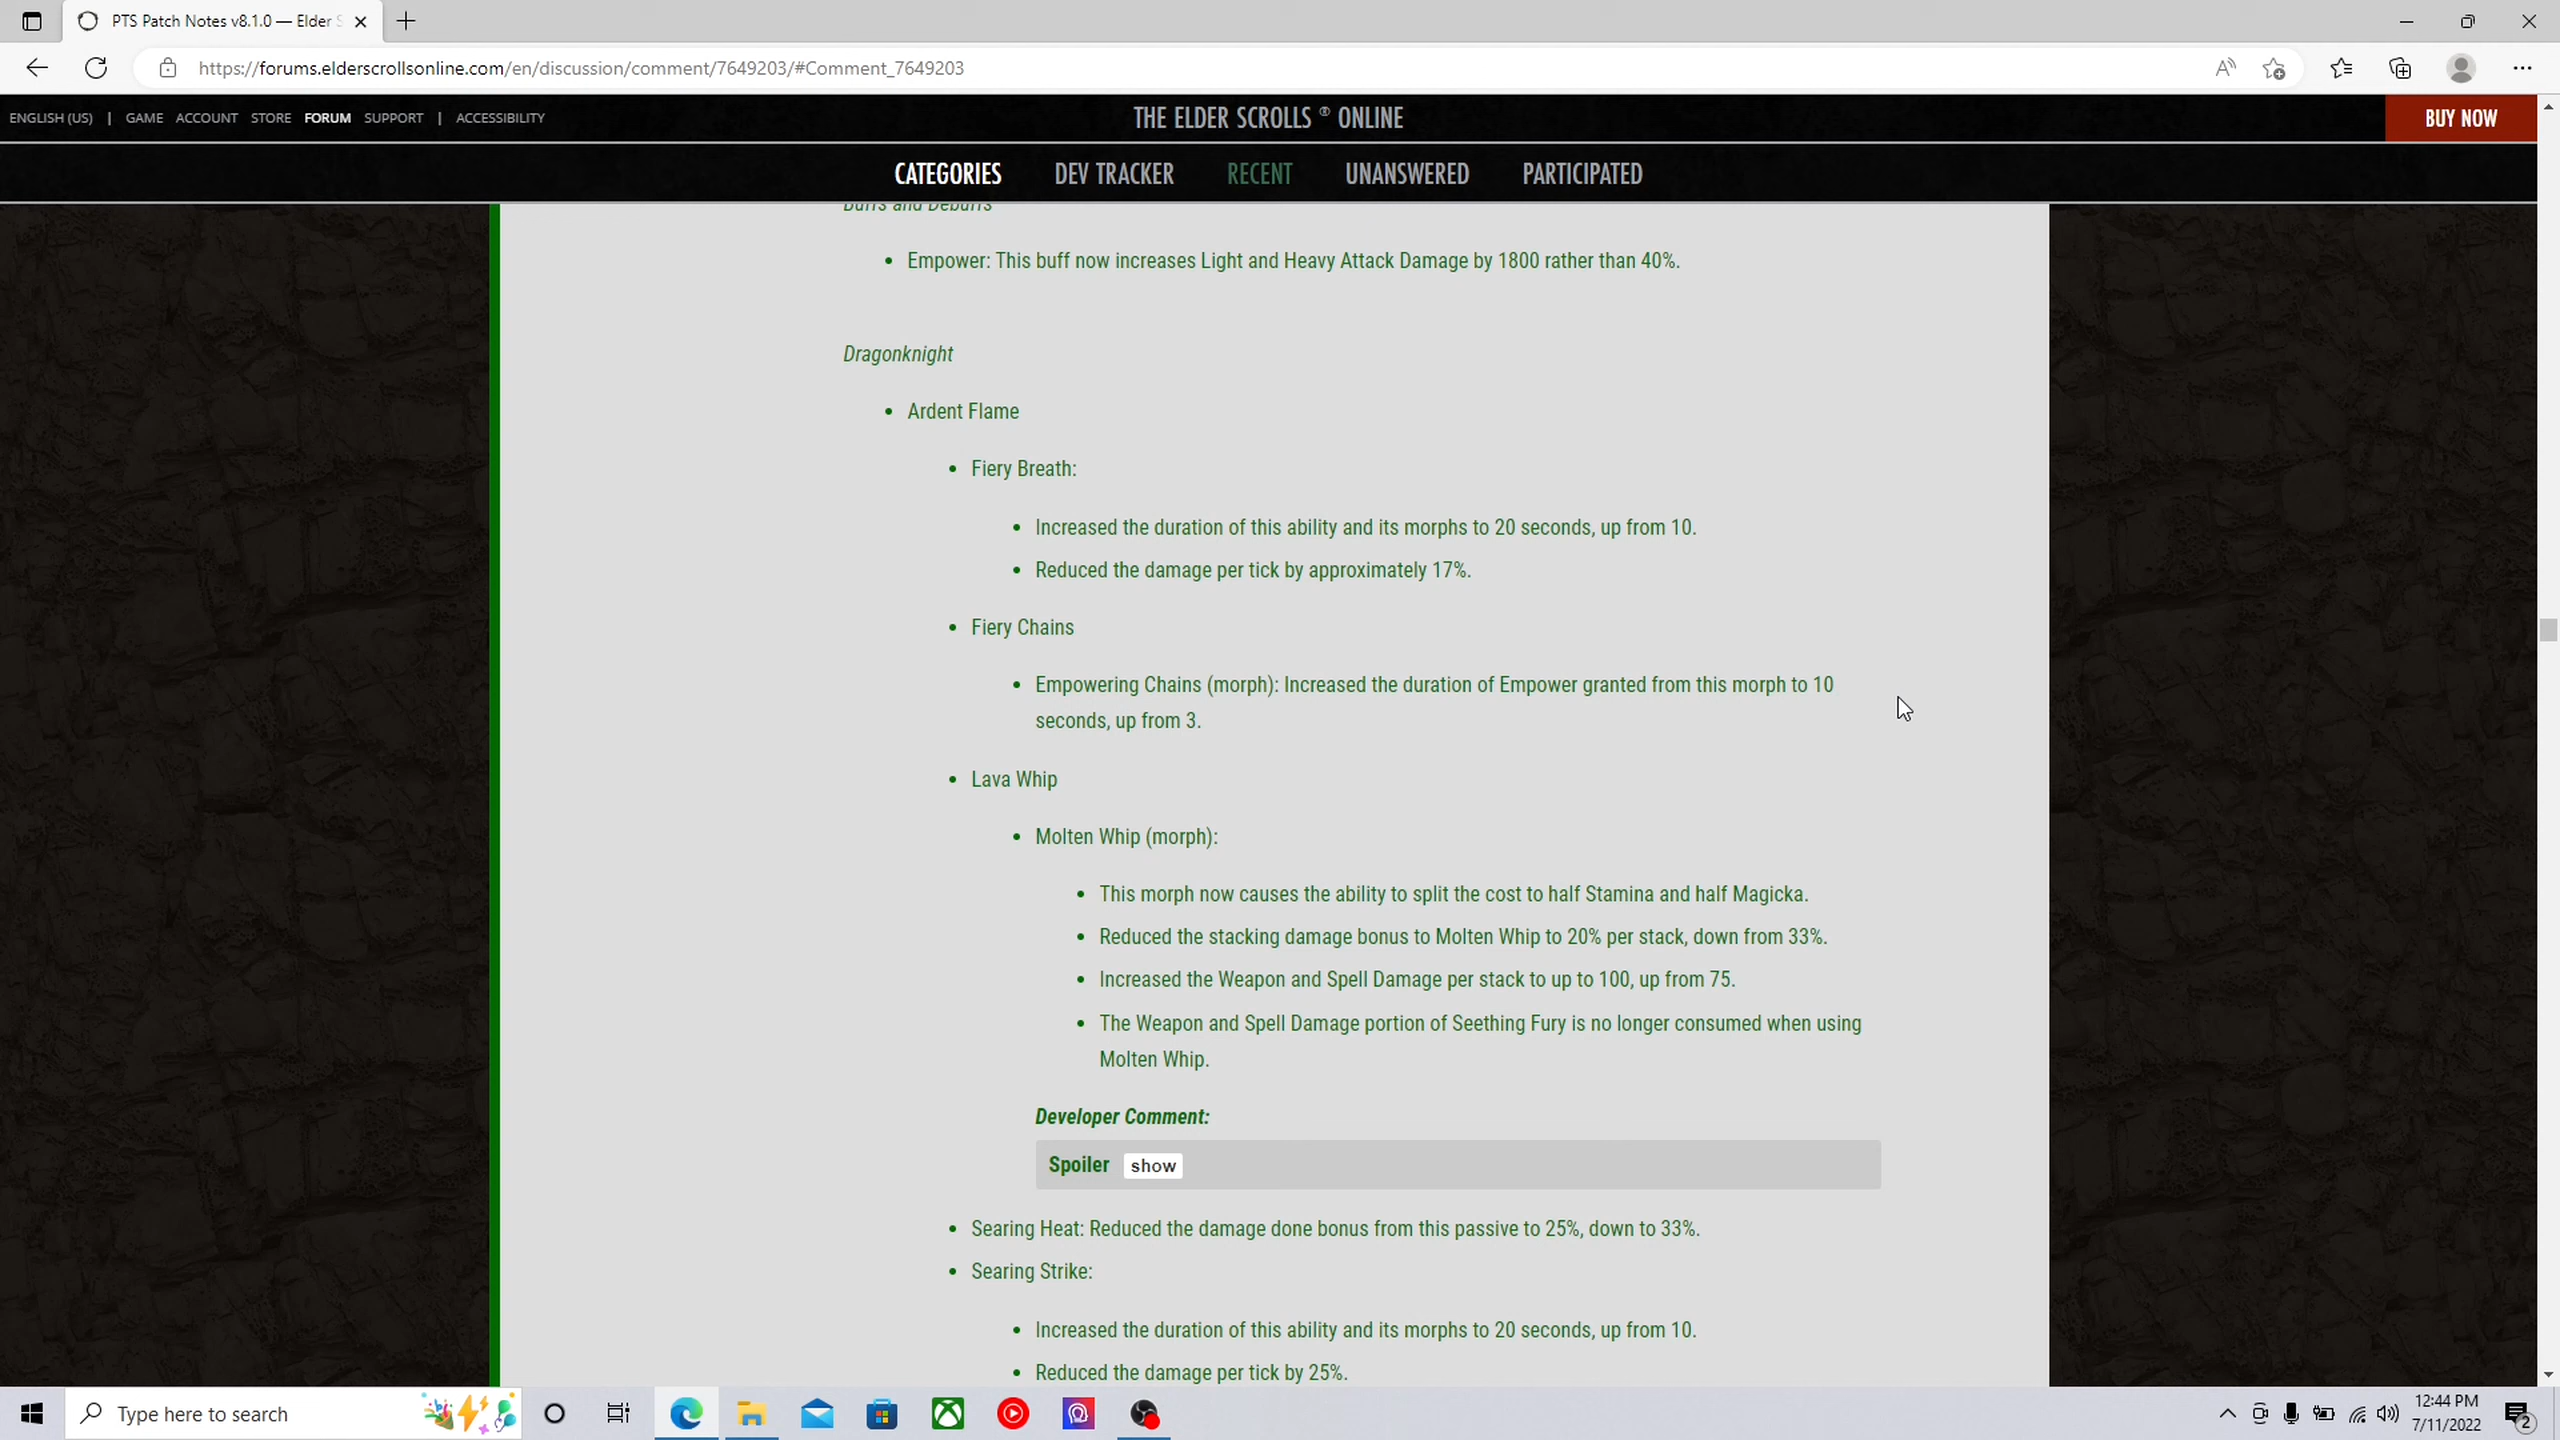 PTS Patch Notes v8.1.0 — Elder S
https://forums.elderscrollsonline.com/en/discussion/comment/7649203/#Comment_7649203
ENGLISH (US) | GAME ACCOUNT STORE FORUM SUPPORT | ACCESSIBILITY
THE ELDER SCROLLS ® ONLINE
BUY NOW
CATEGORIES DEV TRACKER RECENT UNANSWERED PARTICIPATED
Buffs and Debuffs
• Empower: This buff now increases Light and Heavy Attack Damage by 1800 rather than 40%.
Dragonknight
• Ardent Flame
• Fiery Breath:
• Increased the duration of this ability and its morphs to 20 seconds, up from 10.
• Reduced the damage per tick by approximately 17%.
• Fiery Chains
• Empowering Chains (morph): Increased the duration of Empower granted from this morph to 10
seconds, up from 3.
• Lava Whip
• Molten Whip (morph):
• This morph now causes the ability to split the cost to half Stamina and half Magicka.
• Reduced the stacking damage bonus to Molten Whip to 20% per stack, down from 33%.
• Increased the Weapon and Spell Damage per stack to up to 100, up from 75.
• The Weapon and Spell Damage portion of Seething Fury is no longer consumed when using
Molten Whip.
Developer Comment:
Spoiler show
• Searing Heat: Reduced the damage done bonus from this passive to 25%, down to 33%.
• Searing Strike:
• Increased the duration of this ability and its morphs to 20 seconds, up from 10.
• Reduced the damage per tick by 25%.
Type here to search
12:44 PM
7/11/2022
2